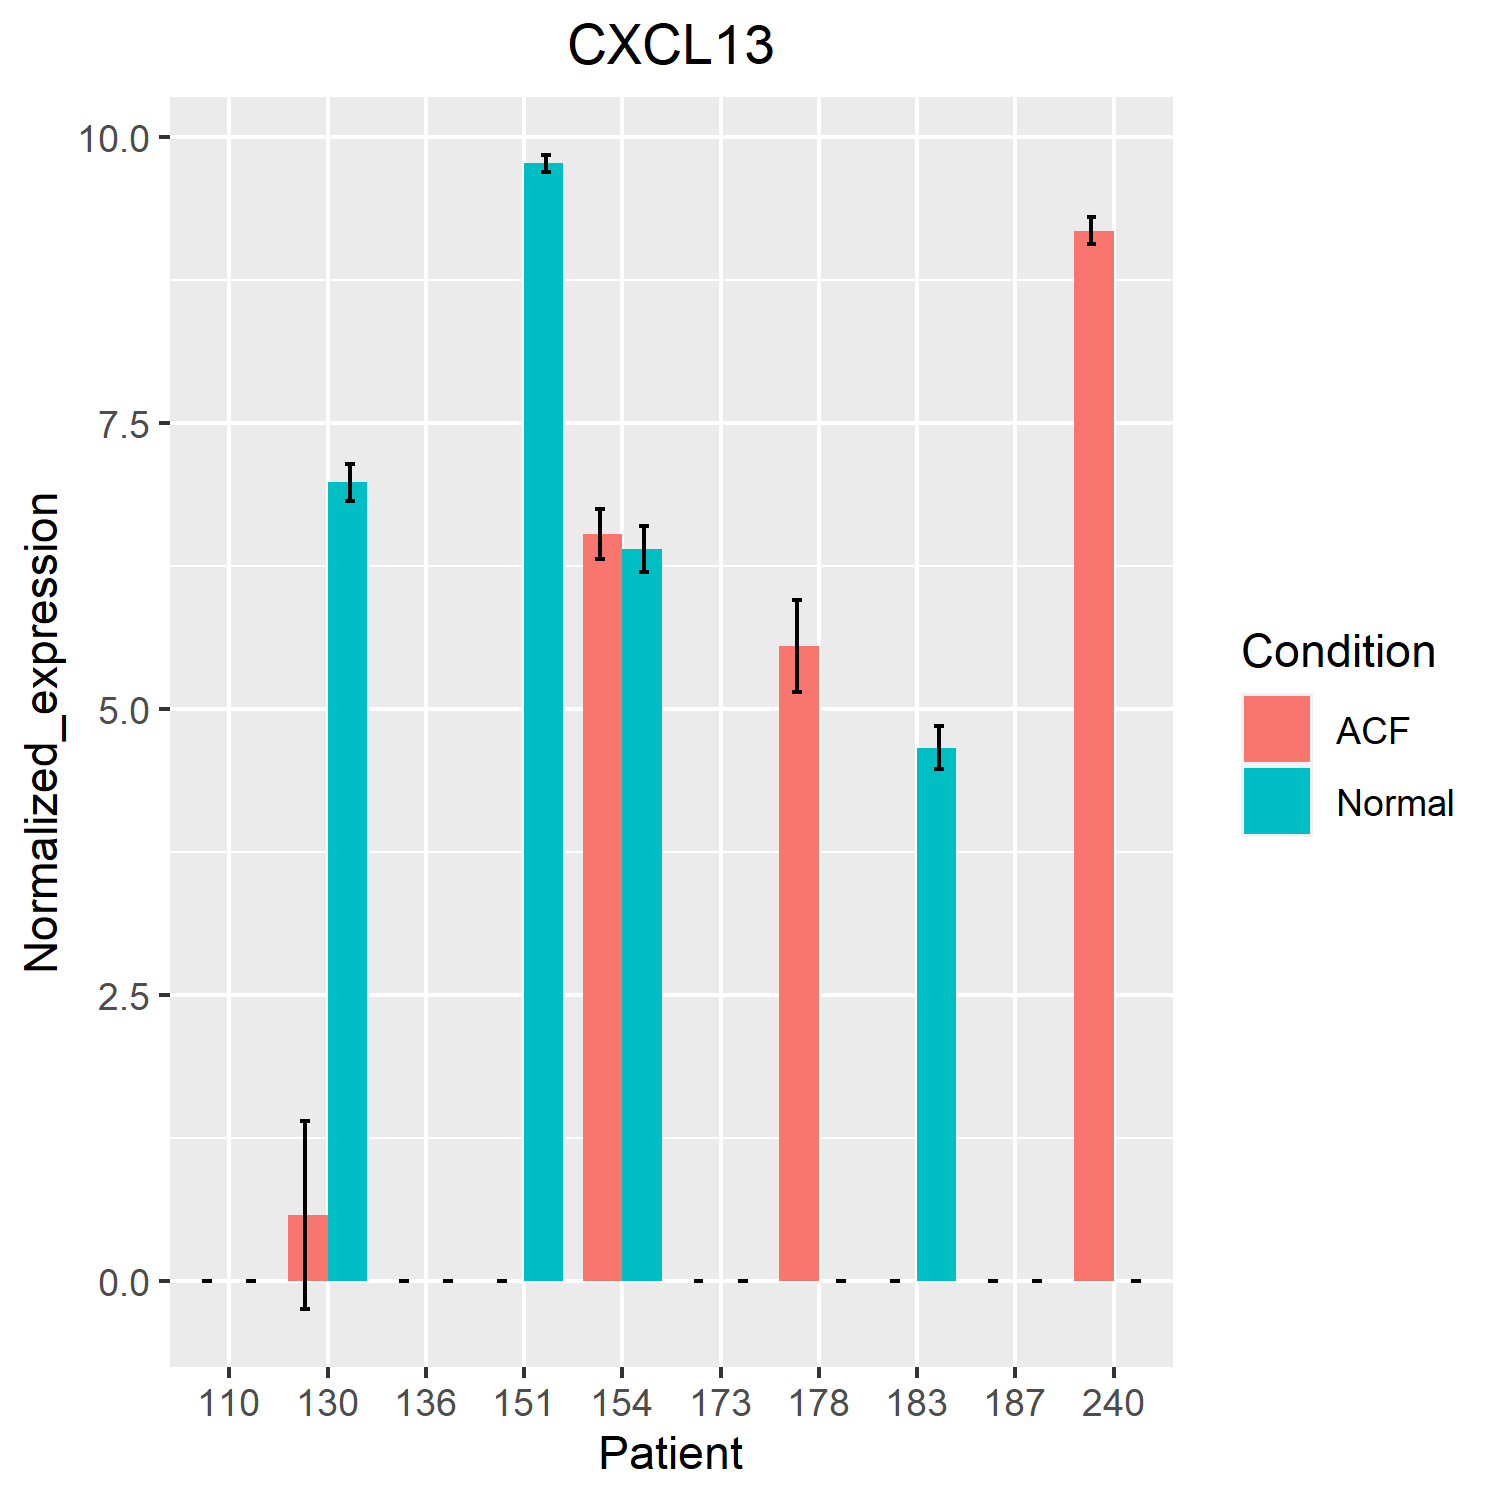 CXCL13
10.0
7.5
5.0
2.5
0.0
Normalized_expression
110 130 136 151 154 173 178 183 187 240
Patient
Condition
ACF
Normal